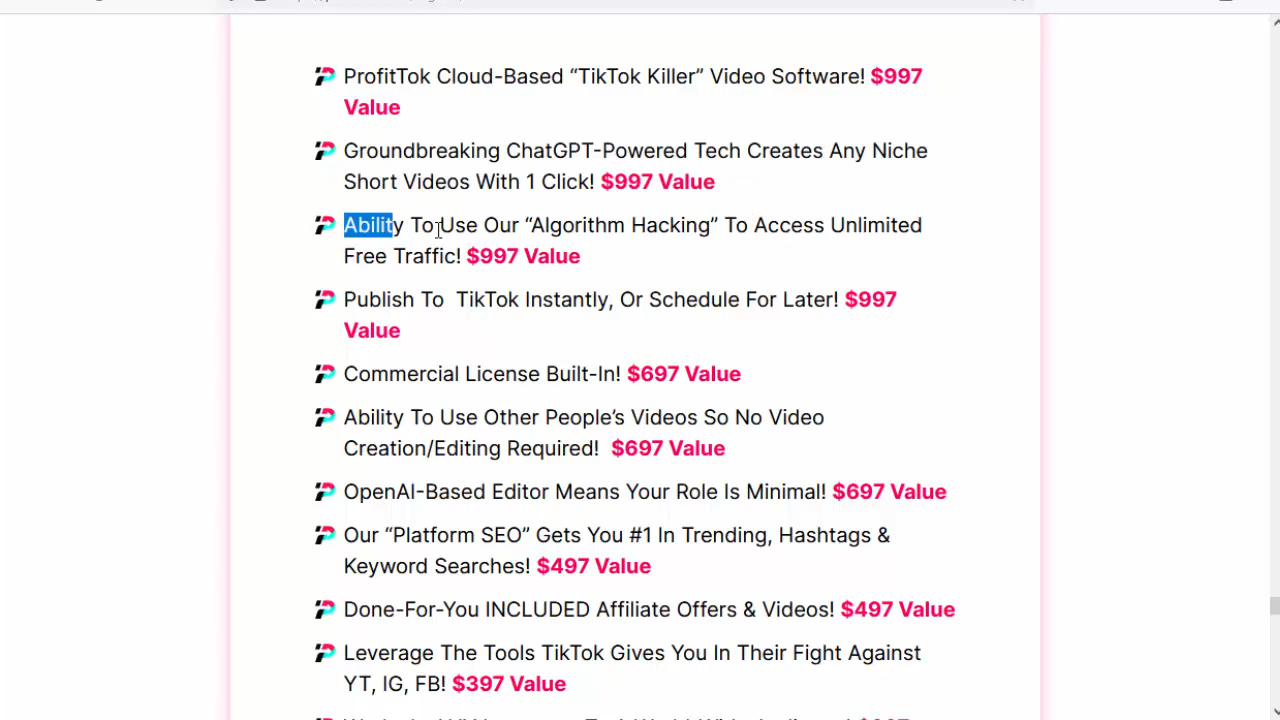 ProfitTok Cloud-Based “TikTok Killer” Video Software! $997
Value
Groundbreaking ChatGPT-Powered Tech Creates Any Niche
Short Videos With 1 Click! $997 Value
Ability To Use Our “Algorithm Hacking” To Access Unlimited
Free Traffic! $997 Value
Publish To  TikTok Instantly, Or Schedule For Later! $997
Value
Commercial License Built-In! $697 Value
Ability To Use Other People’s Videos So No Video
Creation/Editing Required!  $697 Value
OpenAI-Based Editor Means Your Role Is Minimal! $697 Value
Our “Platform SEO” Gets You #1 In Trending, Hashtags &
Keyword Searches! $497 Value
Done-For-You INCLUDED Affiliate Offers & Videos! $497 Value
Leverage The Tools TikTok Gives You In Their Fight Against
YT, IG, FB! $397 Value